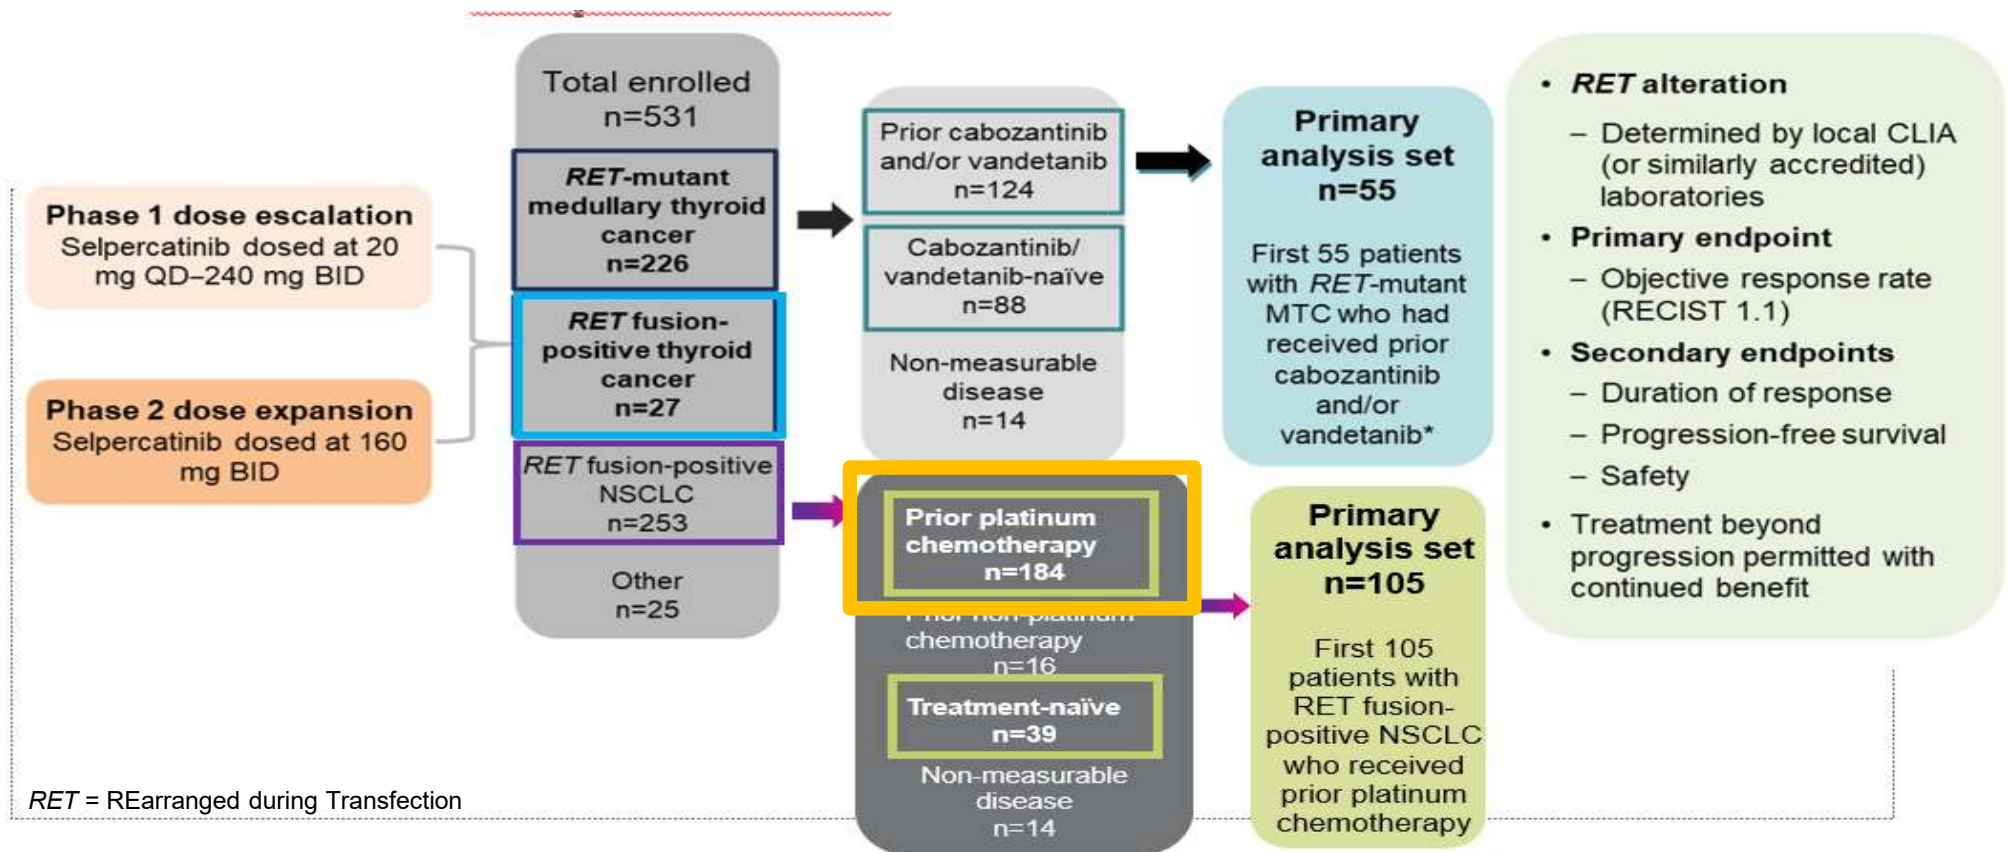 Phase 1 dose escalation
Selpercatinib dosed at 20
mg QD–240 mg BID
Phase 2 dose expansion
Selpercatinib dosed at 160
mg BID
Total enrolled
n=531
RET-mutant
medullary thyroid
cancer
n=226
RET fusion-
positive thyroid
cancer
n=27
RET fusion-positive
NSCLC
n=253
Other
n=25
Prior cabozantinib
and/or vandetanib
n=124
Cabozantinib/
vandetanib-naïve
n=88
Non-measurable
disease
n=14
Prior platinum
chemotherapy
n=184
Prior non-platinum
chemotherapy
n=16
Treatment-naïve
n=39
Non-measurable
disease
n=14
Primary
analysis set
n=55
First 55 patients
with RET-mutant
MTC who had
received prior
cabozantinib
and/or
vandetanib*
Primary
analysis set
n=105
First 105
patients with
RET fusion-
positive NSCLC
who received
prior platinum
chemotherapy
• RET alteration
– Determined by local CLIA
(or similarly accredited)
laboratories
• Primary endpoint
– Objective response rate
(RECIST 1.1)
• Secondary endpoints
– Duration of response
– Progression-free survival
– Safety
• Treatment beyond
progression permitted with
continued benefit
RET = REarranged during Transfection